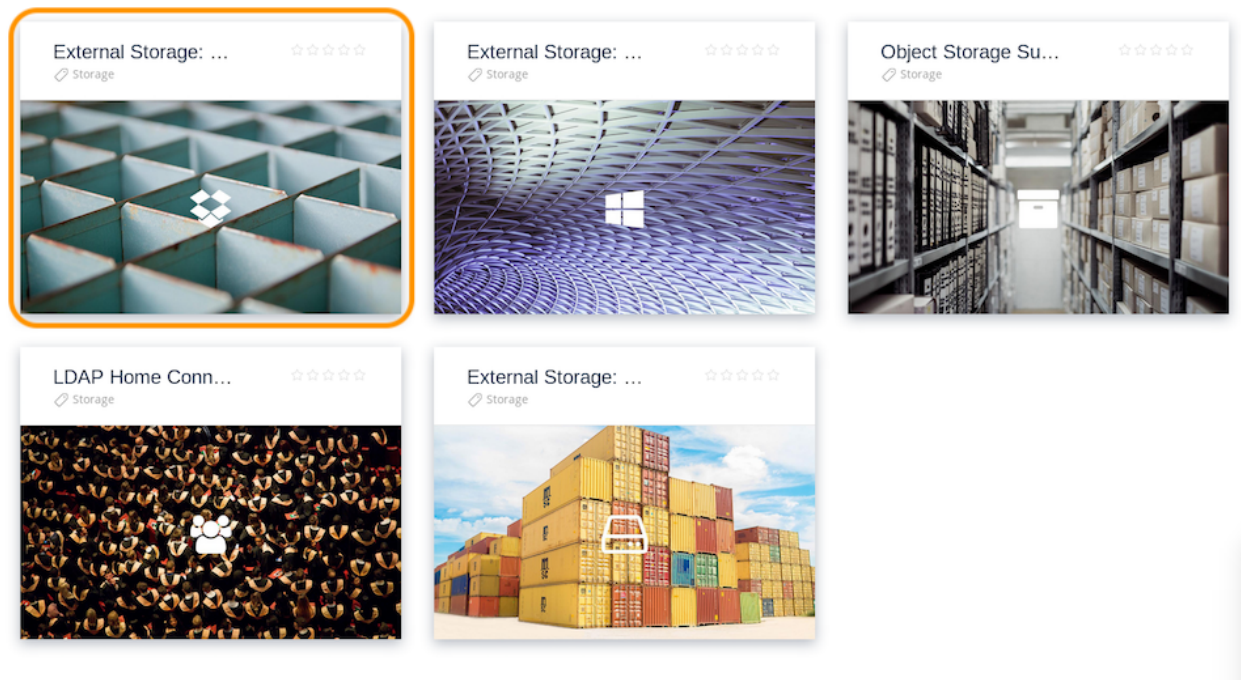 External Storage: …
Storage
External Storage: …
Storage
Object Storage Su…
Storage
LDAP Home Conn…
Storage
External Storage: …
Storage